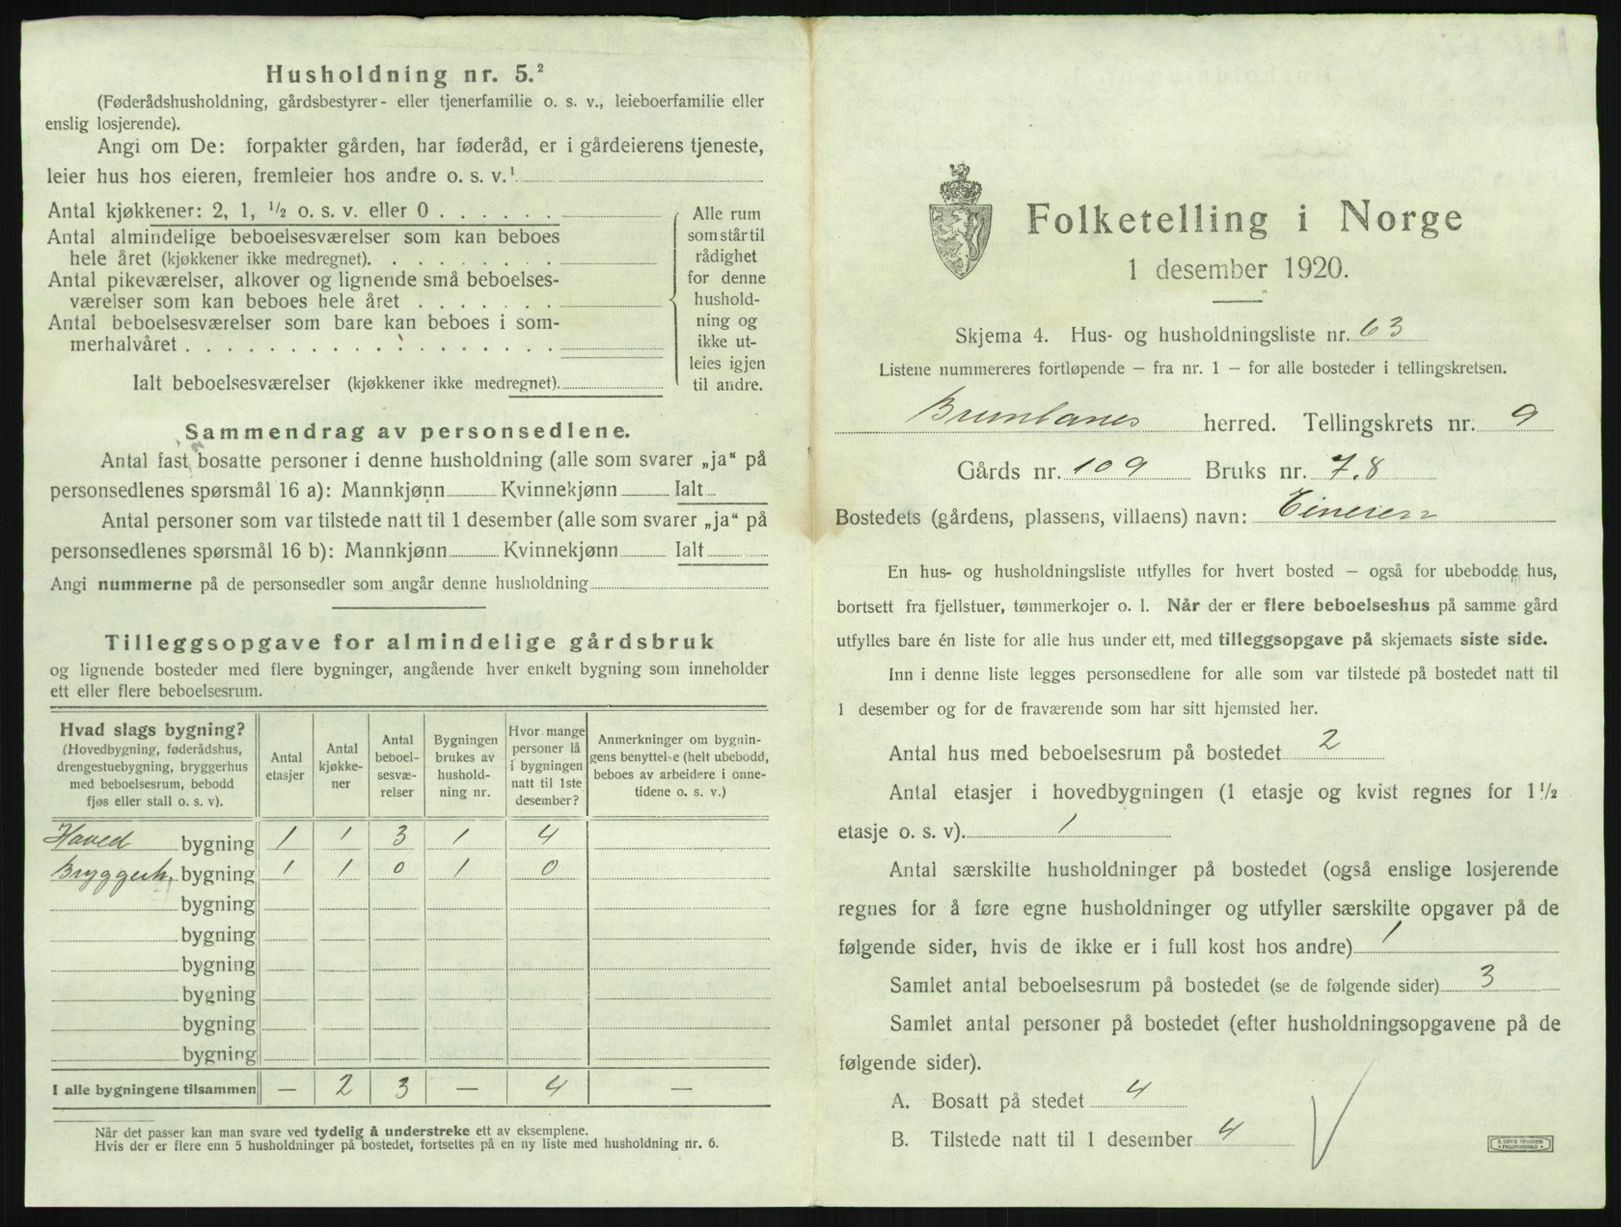 Husholdning nr. 5.²
(Føderådshusholdning, gårdsbestyrer- eller tjenerfamilie o. s. v., leieboerfamilie eller
enslig losjerende).
Angi om De: forpakter gården, har føderåd, er i gårdeierens tjeneste,
leier hus hos eieren, fremleier hos andre o. s. v.¹
Antal kjøkkener: 2, 1, ½ o. s. v. eller 0 . . . . . .
Antal almindelige beboelsesværelser som kan beboes
hele året (kjøkkener ikke medregnet). . . . . . . . .
Antal pikeværelser, alkover og lignende små beboelses-
værelser som kan beboes hele året . . . . . . .
Antal beboelsesværelser som bare kan beboes i som-
merhalvåret . . . . . . . . . . . . . . . . .
Ialt beboelsesværelser (kjøkkener ikke medregnet).
Alle rum
som står til
rådighet
for denne
hushold-
ning og
ikke ut-
leies igjen
til andre.
Sammendrag av personsedlene.
Antal fast bosatte personer i denne husholdning (alle som svarer „ja“ på
personsedlenes spørsmål 16 a): Mannkjønn Kvinnekjønn Ialt
Antal personer som var tilstede natt til 1 desember (alle som svarer „ja“ på
personsedlenes spørsmål 16 b): Mannkjønn Kvinnekjønn Ialt
Angi nummerne på de personsedler som angår denne husholdning
Tilleggsopgave for almindelige gårdsbruk
og lignende bosteder med flere bygninger, angående hver enkelt bygning som inneholder
ett eller flere beboelsesrum.
Hvad slags bygning?
(Hovedbygning, føderådshus,
drengestuebygning, bryggerhus
med beboelsesrum, bebodd
fjøs eller stall o. s. v).
Antal
etasjer
Antal
kjøkke-
ner
Antal
beboel-
sesvæ-
relser
Bygningen
brukes av
hushold-
ning nr.
Hvor mange
personer lå
i bygningen
natt til 1ste
desember?
Anmerkninger om bygnin-
gens benyttelse (helt ubebodd,
beboes av arbeidere i onne-
tidene o. s. v.)
Hoved bygning 1 1 3 1 4
Bryggerh. bygning 1 1 0 1 0
bygning
bygning
bygning
bygning
bygning
bygning
I alle bygningene tilsammen — 2 3 — 4 —
Når det passer kan man svare ved tydelig å understreke ett av eksemplene.
Hvis der er flere enn 5 husholdninger på bostedet, fortsettes på en ny liste med husholdning nr. 6.
Folketelling i Norge
1 desember 1920.
Skjema 4. Hus- og husholdningsliste nr. 63
Listene nummereres fortløpende — fra nr. 1 — for alle bosteder i tellingskretsen.
Brunlanes herred. Tellingskrets nr. 9
Gårds nr. 109 Bruks nr. 7.8
Bostedets (gårdens, plassens, villaens) navn:
En hus- og husholdningsliste utfylles for hvert bosted — også for ubebodde hus,
bortsett fra fjellstuer, tømmerkojer o. l. Når der er flere beboelseshus på samme gård
utfylles bare én liste for alle hus under ett, med tilleggsopgave på skjemaets siste side.
Inn i denne liste legges personsedlene for alle som var tilstede på bostedet natt til
1 desember og for de fraværende som har sitt hjemsted her.
Antal hus med beboelsesrum på bostedet 2
Antal etasjer i hovedbygningen (1 etasje og kvist regnes for 1½
etasje o. s. v). 1
Antal særskilte husholdninger på bostedet (også enslige losjerende
regnes for å føre egne husholdninger og utfyller særskilte opgaver på de
følgende sider, hvis de ikke er i full kost hos andre) 1
Samlet antal beboelsesrum på bostedet (se de følgende sider) 3
Samlet antal personer på bostedet (efter husholdningsopgavene på de
følgende sider).
A. Bosatt på stedet 4
B. Tilstede natt til 1 desember 4